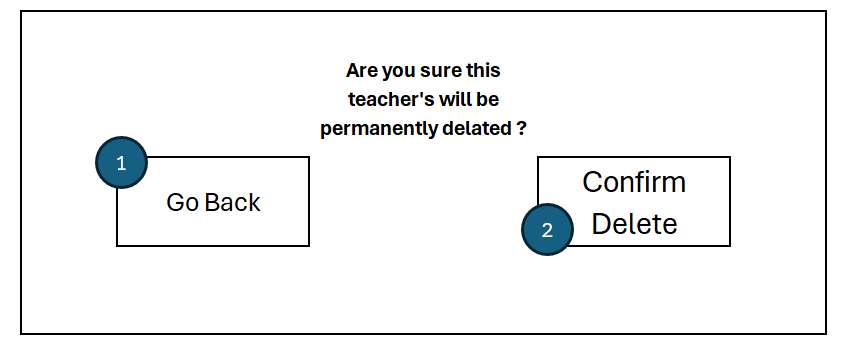 Are you sure this
teacher's will be
permanently delated ?
1
Go Back
Confirm
Delete
2